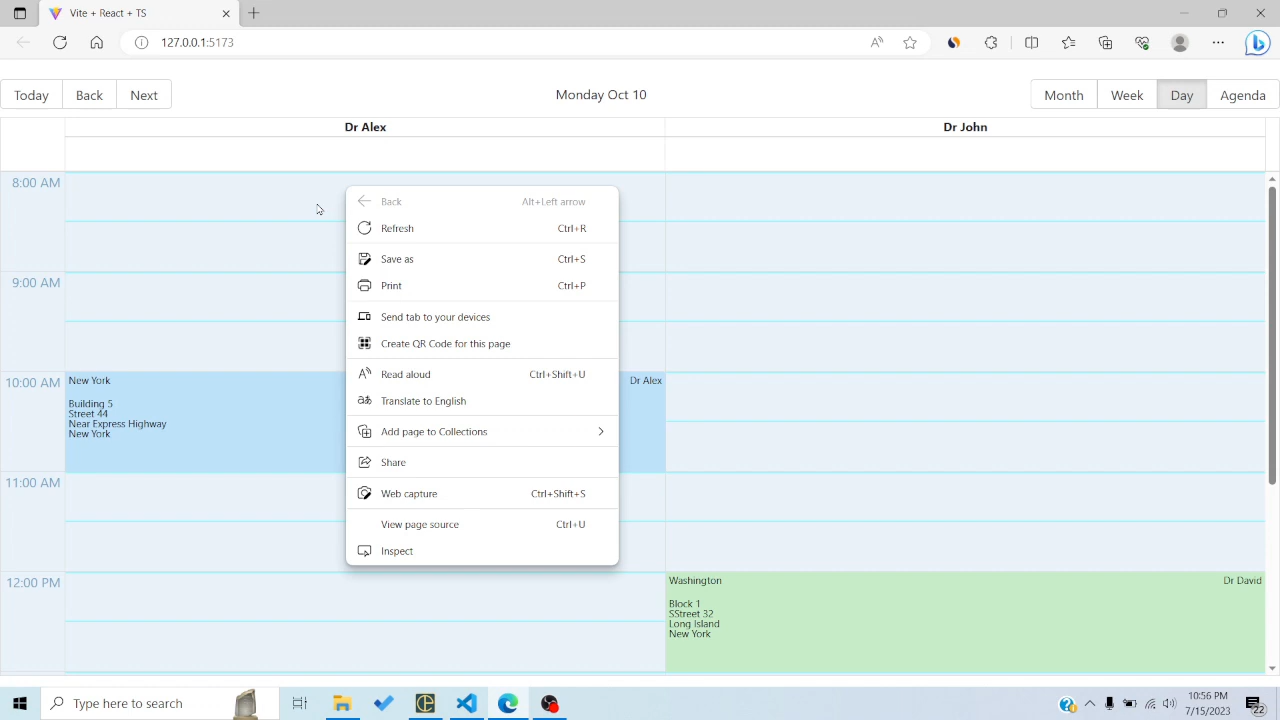 Vite + React + TS
127.0.0.1:5173
Today Back Next
Monday Oct 10
Month Week Day Agenda
Dr Alex Dr John
8:00 AM
Back Alt+Left arrow
Refresh Ctrl+R
Save as Ctrl+S
9:00 AM
Print Ctrl+P
Send tab to your devices
Create QR Code for this page
Read aloud Ctrl+Shift+U
10:00 AM
New York Dr Alex
Building 5
Street 44
Near Express Highway
New York
Translate to English
Add page to Collections
Share
11:00 AM
Web capture Ctrl+Shift+S
View page source Ctrl+U
Inspect
12:00 PM
Washington Dr David
Block 1
SStreet 32
Long Island
New York
Type here to search
10:56 PM
7/15/2023
22